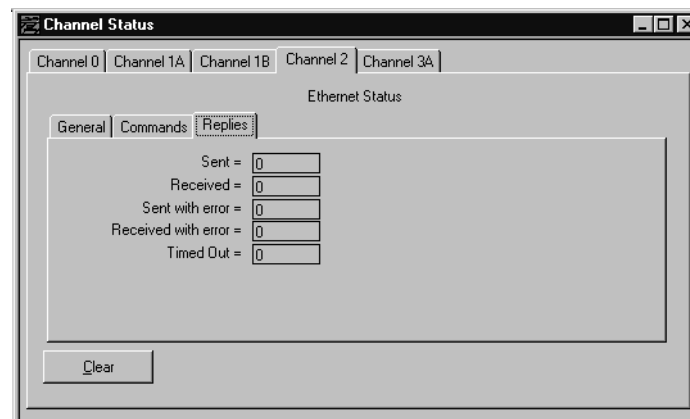 Channel Status
Channel 0 Channel 1A Channel 1B Channel 2 Channel 3A
Ethernet Status
General Commands Replies
Sent = 0
Received = 0
Sent with error = 0
Received with error = 0
Timed Out = 0
Clear